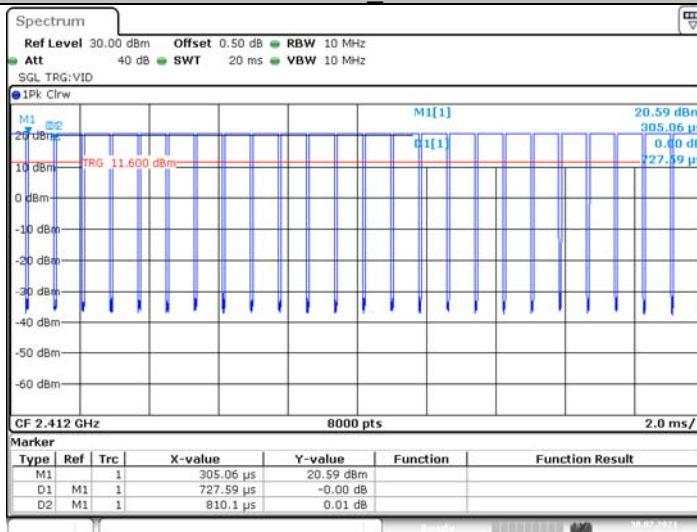 Spectrum
Ref Level 30.00 dBm Offset 0.50 dB RBW 10 MHz
Att 40 dB SWT 20 ms VBW 10 MHz
SGL TRG:VID
1Pk Clrw
M1[1] 20.59 dBm
305.06 µs
D1[1] 0.00 dB
727.59 µs
M1
D2
20 dBm
TRG 11.600 dBm
10 dBm
0 dBm
-10 dBm
-20 dBm
-30 dBm
-40 dBm
-50 dBm
-60 dBm
CF 2.412 GHz 8000 pts 2.0 ms/
Marker
Type Ref Trc X-value Y-value Function Function Result
M1 1 305.06 µs 20.59 dBm
D1 M1 1 727.59 µs -0.00 dB
D2 M1 1 810.1 µs 0.01 dB